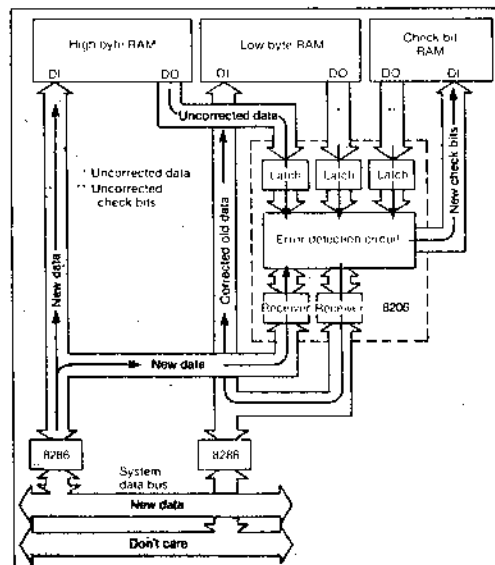 High byte RAM
Low byte RAM
Check bit
RAM
DI
DO
DI
DO
DO
DI
Uncorrected data
* Uncorrected data
** Uncorrected
check bits
Latch
Latch
Latch
New check bits
Error detection circuit
New data
Corrected old data
Receiver
Receiver
8206
New data
8286
8286
System
data bus
New data
Don't care